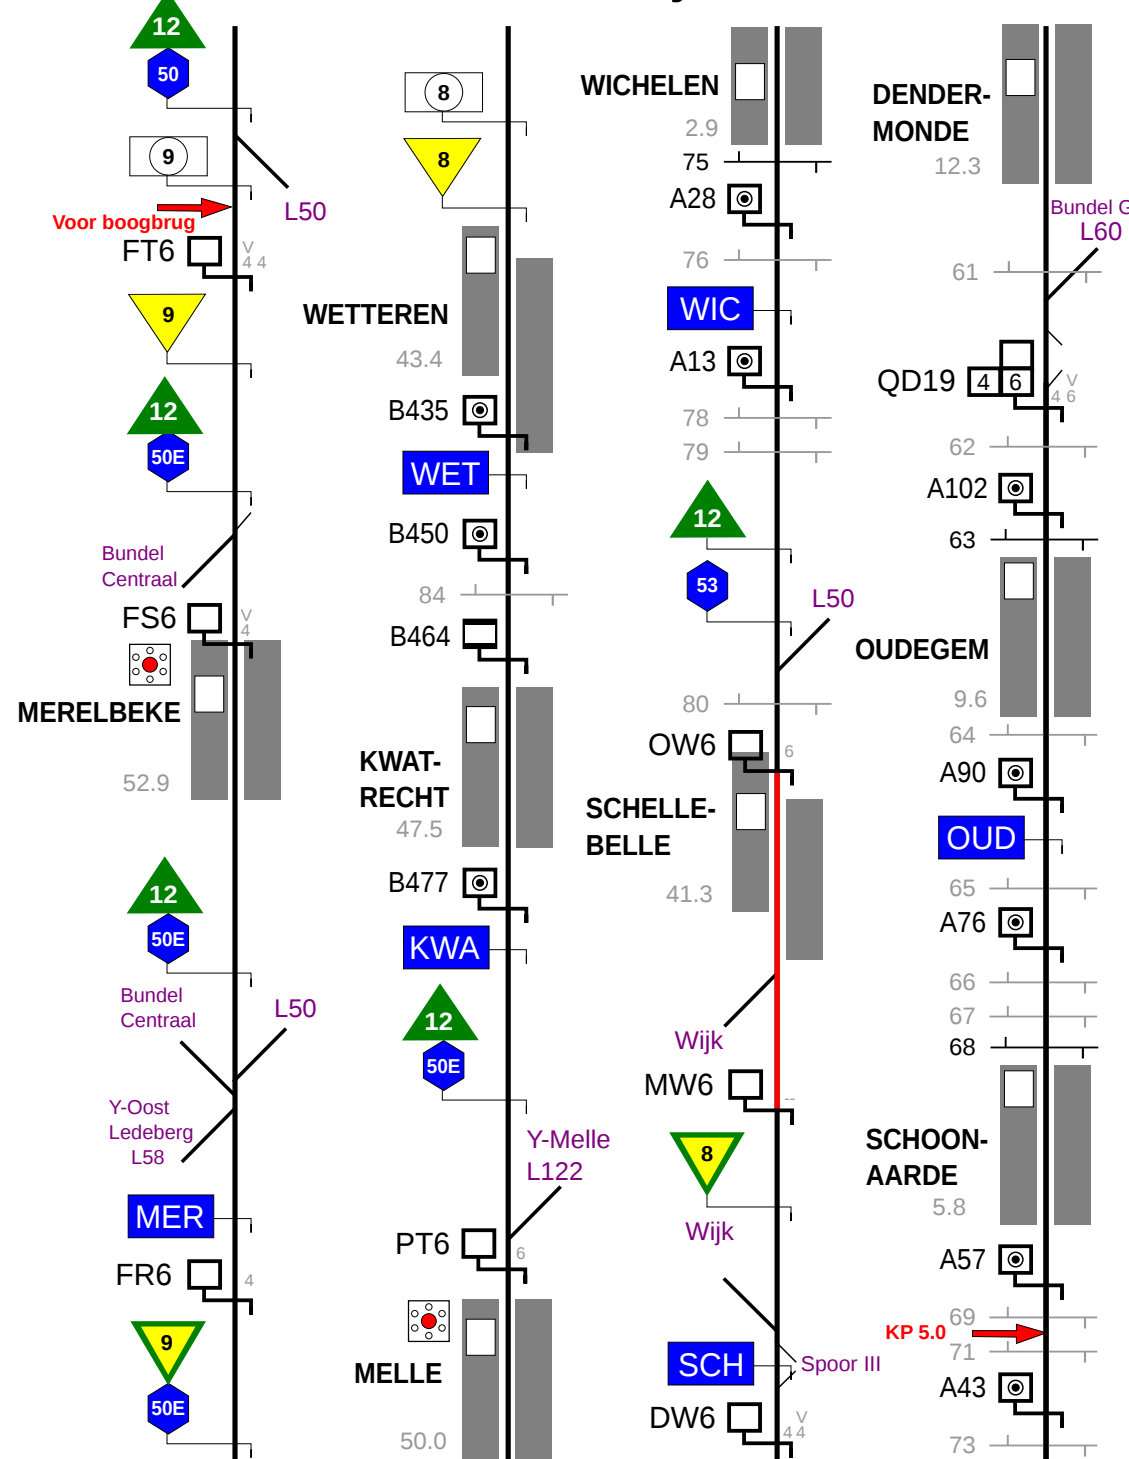 12
50
9
L50
Voor boogbrug
FT6
V
4 4
9
12
50E
Bundel
Centraal
FS6
V
4
MERELBEKE
52.9
12
50E
Bundel
Centraal
L50
Y-Oost
Ledeberg
L58
MER
FR6
4
9
50E
8
8
WETTEREN
43.4
B435
WET
B450
84
B464
KWAT-
RECHT
47.5
B477
KWA
12
50E
Y-Melle
L122
PT6
6
MELLE
50.0
WICHELEN
2.9
75
A28
76
WIC
A13
78
79
12
53
L50
80
OW6
6
SCHELLE-
BELLE
41.3
Wijk
MW6
--
8
Wijk
SCH
Spoor III
DW6
V
4 4
DENDER-
MONDE
12.3
Bundel G
L60
61
QD19
4 6
V
4 6
62
A102
63
OUDEGEM
9.6
64
A90
OUD
65
A76
66
67
68
SCHOON-
AARDE
5.8
A57
69
KP 5.0
71
A43
73